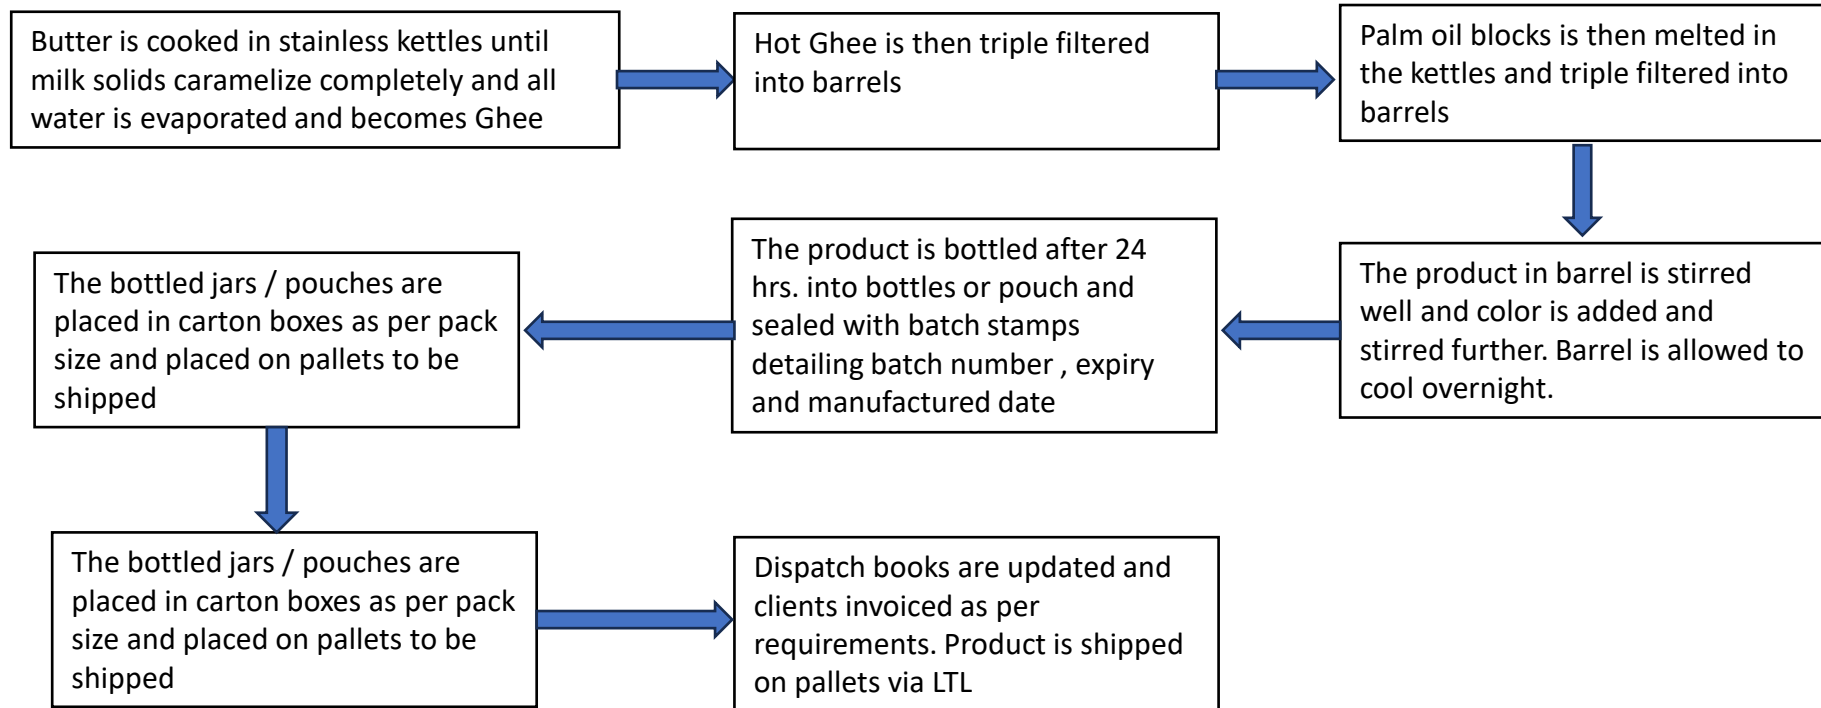 Butter is cooked in stainless kettles until
milk solids caramelize completely and all
water is evaporated and becomes Ghee
Hot Ghee is then triple filtered
into barrels
Palm oil blocks is then melted in
the kettles and triple filtered into
barrels
The product in barrel is stirred
well and color is added and
stirred further. Barrel is allowed to
cool overnight.
The product is bottled after 24
hrs. into bottles or pouch and
sealed with batch stamps
detailing batch number , expiry
and manufactured date
The bottled jars / pouches are
placed in carton boxes as per pack
size and placed on pallets to be
shipped
The bottled jars / pouches are
placed in carton boxes as per pack
size and placed on pallets to be
shipped
Dispatch books are updated and
clients invoiced as per
requirements. Product is shipped
on pallets via LTL